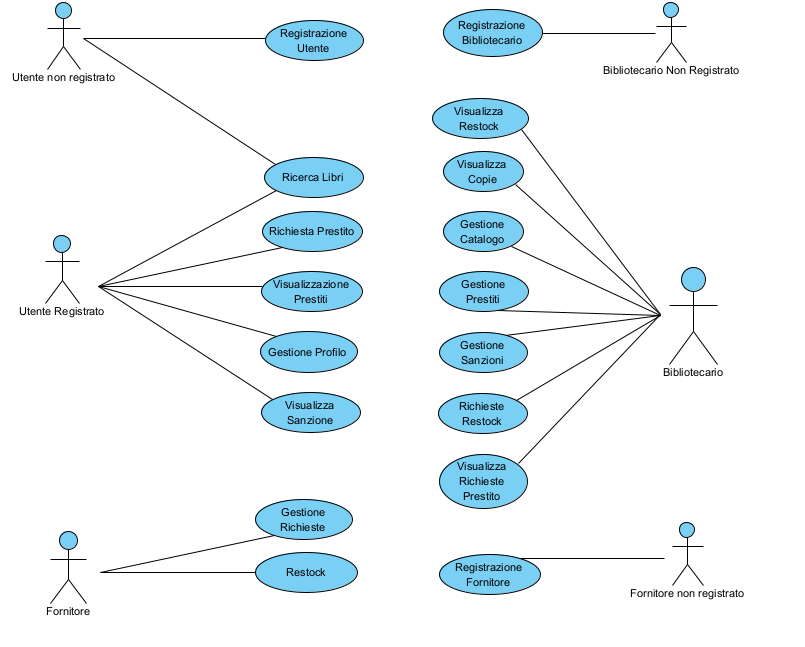 Registrazione
Utente
Utente non registrato
Registrazione
Bibliotecario
Bibliotecario Non Registrato
Visualizza
Restock
Visualizza
Copie
Ricerca Libri
Richiesta Prestito
Gestione
Catalogo
Utente Registrato
Visualizzazione
Prestiti
Gestione
Prestiti
Gestione Profilo
Gestione
Sanzioni
Bibliotecario
Visualizza
Sanzione
Richieste
Restock
Visualizza
Richieste
Prestito
Gestione
Richieste
Restock
Fornitore
Registrazione
Fornitore
Fornitore non registrato